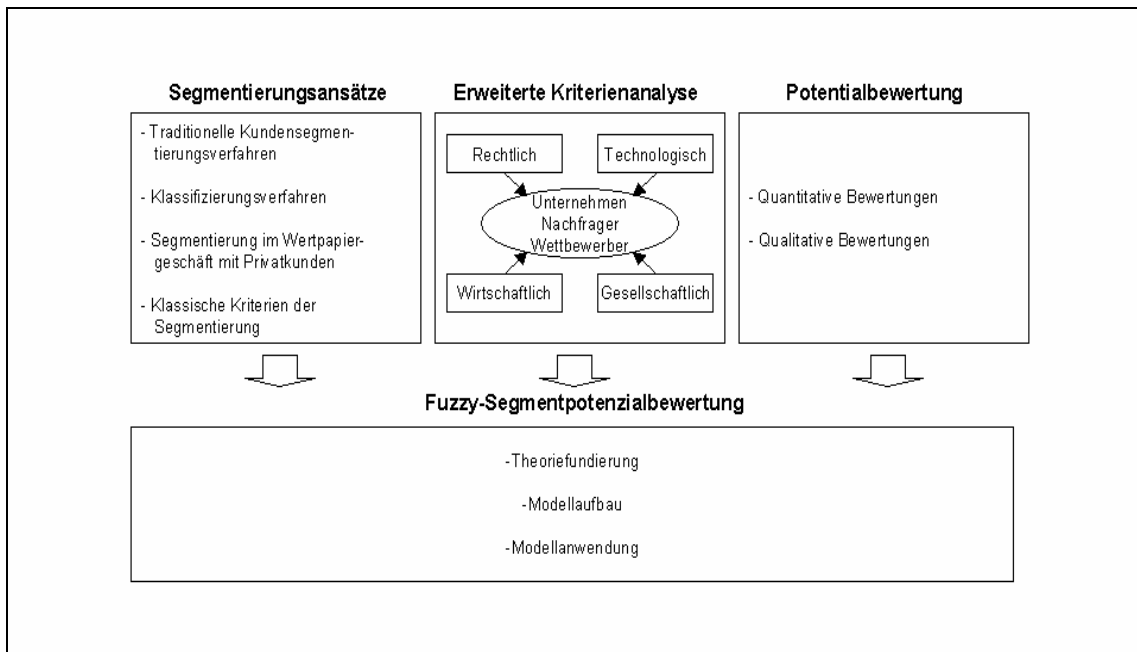 Segmentierungsansätze
- Traditionelle Kundensegmen-
tierungsverfahren
- Klassifizierungsverfahren
- Segmentierung im Wertpapier-
geschäft mit Privatkunden
- Klassische Kriterien der
Segmentierung
Erweiterte Kriterienanalyse
Rechtlich
Technologisch
Unternehmen
Nachfrager
Wettbewerber
Wirtschaftlich
Gesellschaftlich
Potentialbewertung
- Quantitative Bewertungen
- Qualitative Bewertungen
Fuzzy-Segmentpotenzialbewertung
-Theoriefundierung
-Modellaufbau
-Modellanwendung